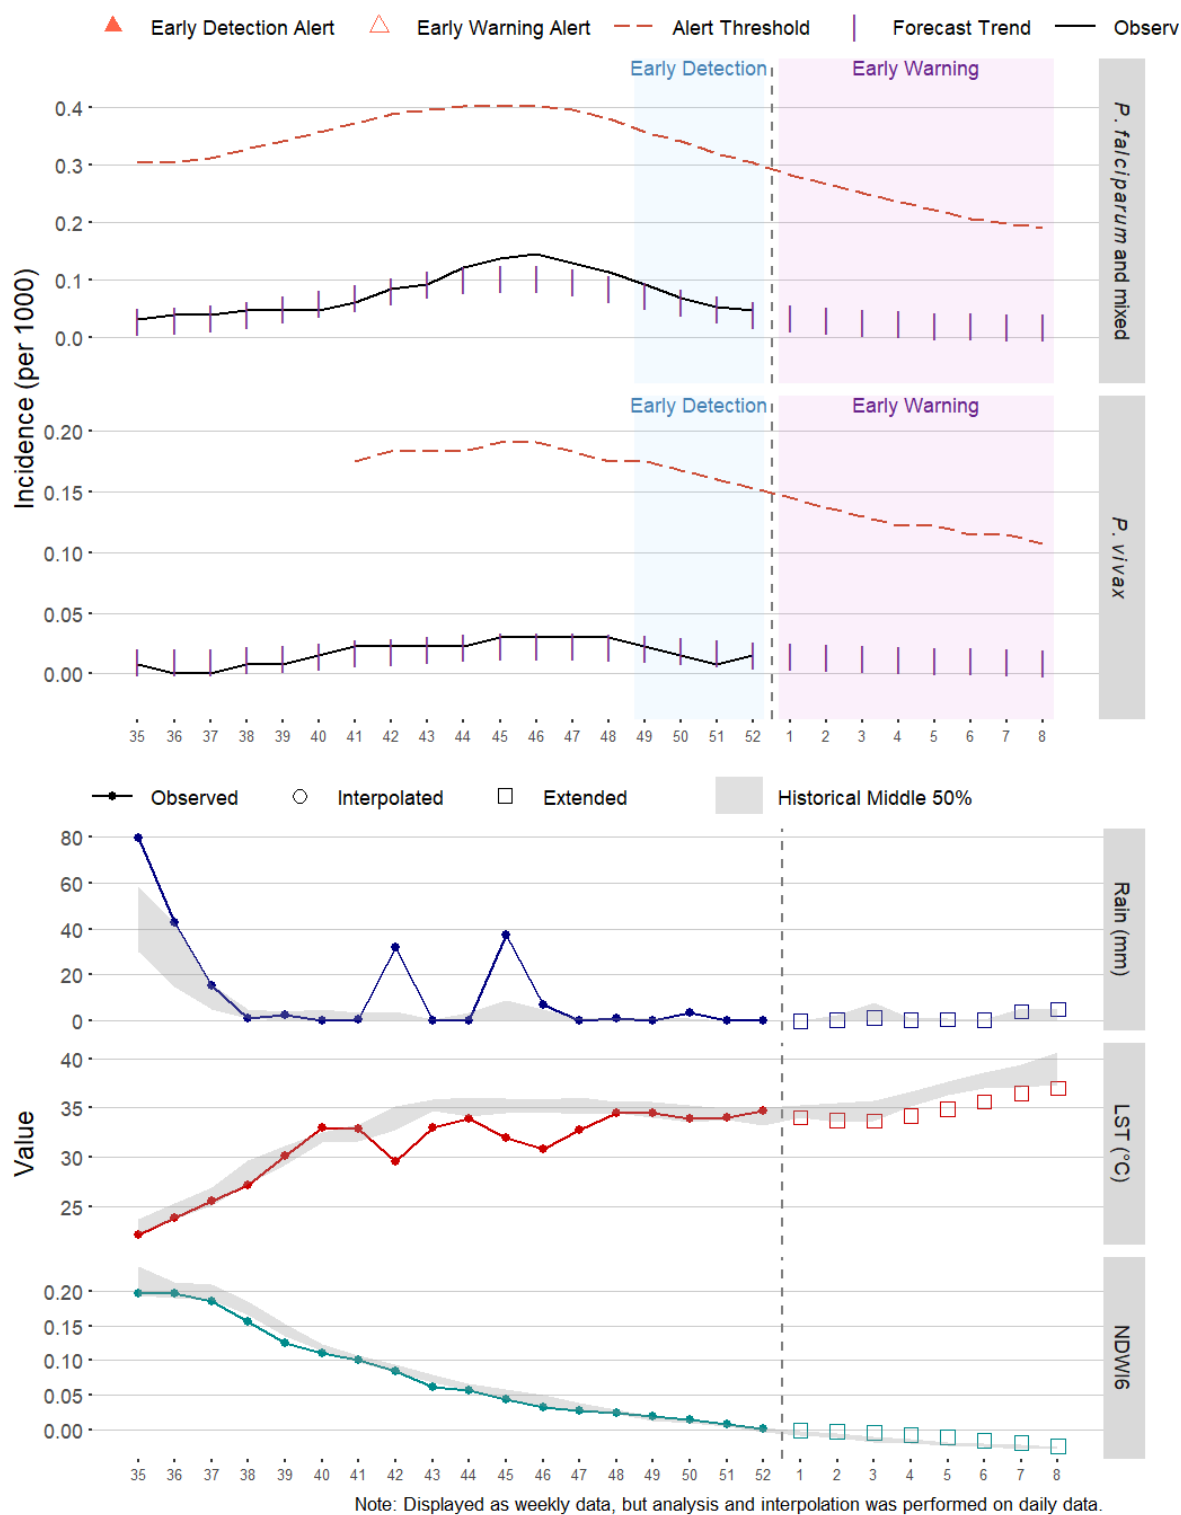 Early Detection Alert Early Warning Alert Alert Threshold Forecast Trend Observ
Early Detection Early Warning
0.4
0.3
0.2
0.1
0.0
P. falciparum and mixed
Incidence (per 1000)
Early Detection Early Warning
0.20
0.15
0.10
0.05
0.00
P. vivax
35 36 37 38 39 40 41 42 43 44 45 46 47 48 49 50 51 52 1 2 3 4 5 6 7 8
Observed Interpolated Extended Historical Middle 50%
80
60
40
20
0
Rain (mm)
Value
40
35
30
25
LST (°C)
0.20
0.15
0.10
0.05
0.00
NDWI6
35 36 37 38 39 40 41 42 43 44 45 46 47 48 49 50 51 52 1 2 3 4 5 6 7 8
Note: Displayed as weekly data, but analysis and interpolation was performed on daily data.